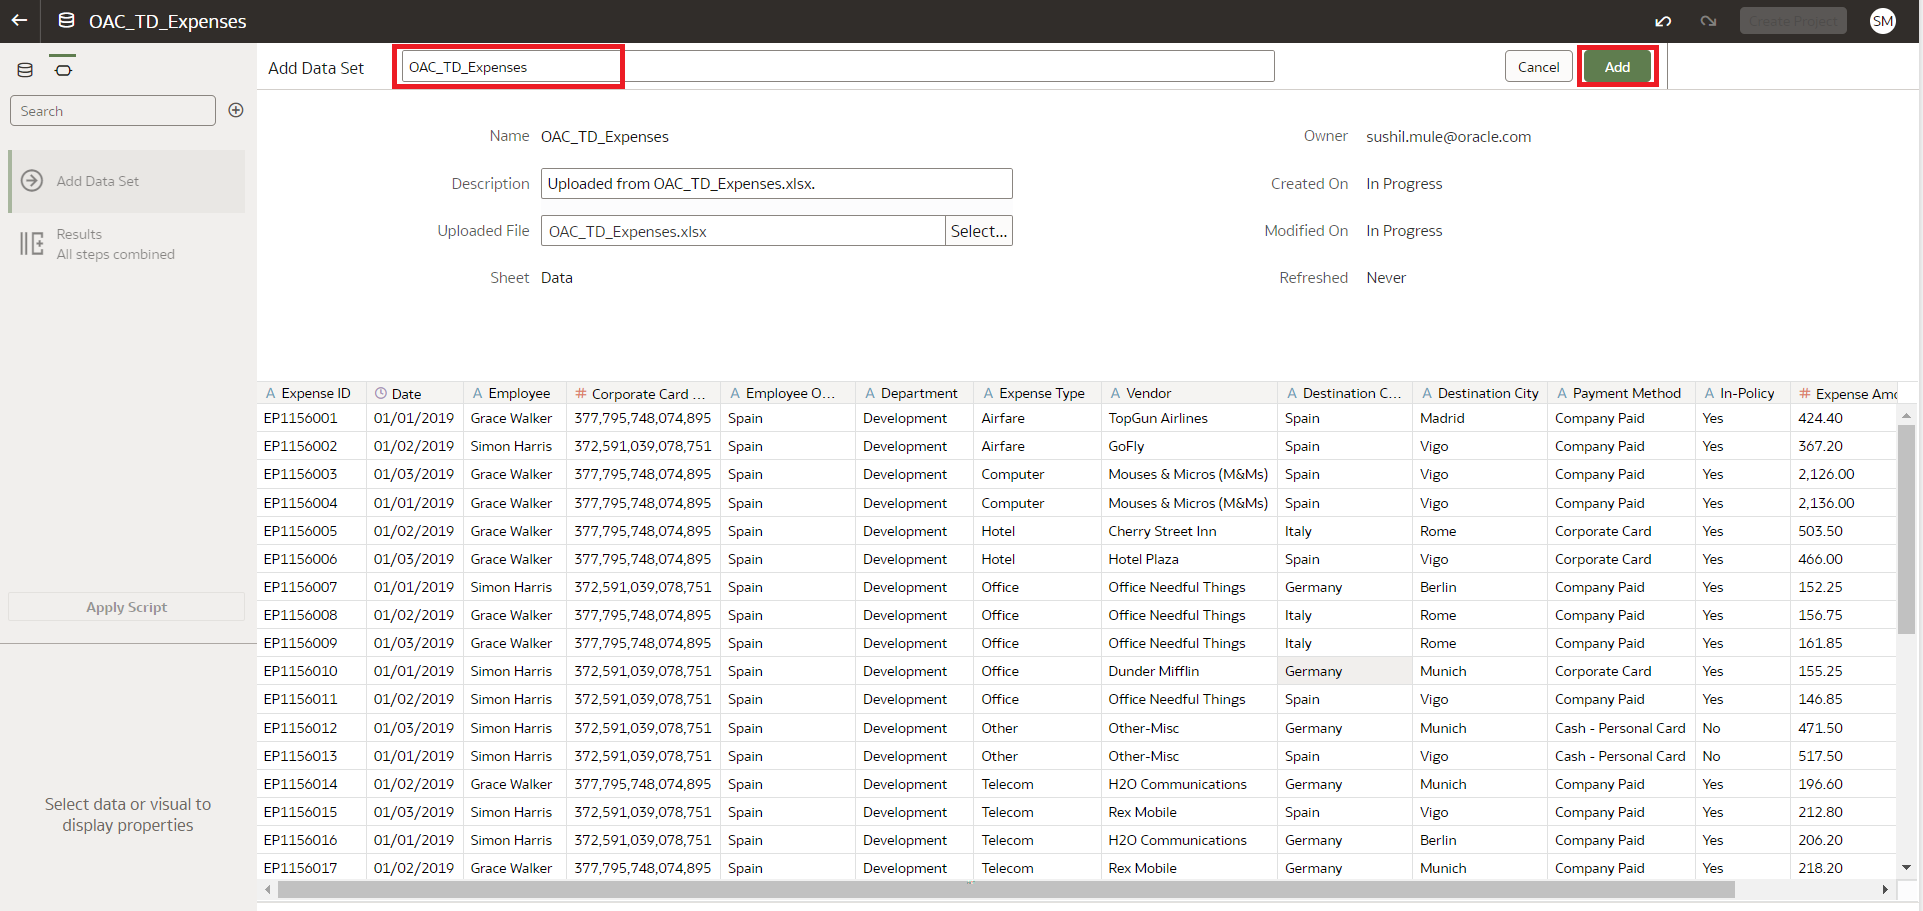 OAC_TD_Expenses
Create Project
SM
Add Data Set
OAC_TD_Expenses
Cancel
Add
Search
Add Data Set
Results
All steps combined
Apply Script
Select data or visual to
display properties
Name OAC_TD_Expenses
Owner sushil.mule@oracle.com
Description Uploaded from OAC_TD_Expenses.xlsx.
Created On In Progress
Uploaded File OAC_TD_Expenses.xlsx Select...
Modified On In Progress
Sheet Data
Refreshed Never
A Expense ID Date A Employee # Corporate Card ... A Employee O... A Department A Expense Type A Vendor A Destination C... A Destination City A Payment Method A In-Policy # Expense Amo
EP1156001 01/01/2019 Grace Walker 377,795,748,074,895 Spain Development Airfare TopGun Airlines Spain Madrid Company Paid Yes 424.40
EP1156002 01/02/2019 Simon Harris 372,591,039,078,751 Spain Development Airfare GoFly Spain Vigo Company Paid Yes 367.20
EP1156003 01/03/2019 Grace Walker 377,795,748,074,895 Spain Development Computer Mouses & Micros (M&Ms) Spain Vigo Company Paid Yes 2,126.00
EP1156004 01/01/2019 Grace Walker 377,795,748,074,895 Spain Development Computer Mouses & Micros (M&Ms) Spain Vigo Company Paid Yes 2,136.00
EP1156005 01/02/2019 Grace Walker 377,795,748,074,895 Spain Development Hotel Cherry Street Inn Italy Rome Corporate Card Yes 503.50
EP1156006 01/03/2019 Grace Walker 377,795,748,074,895 Spain Development Hotel Hotel Plaza Spain Vigo Corporate Card Yes 466.00
EP1156007 01/01/2019 Simon Harris 372,591,039,078,751 Spain Development Office Office Needful Things Germany Berlin Company Paid Yes 152.25
EP1156008 01/02/2019 Grace Walker 377,795,748,074,895 Spain Development Office Office Needful Things Italy Rome Company Paid Yes 156.75
EP1156009 01/03/2019 Grace Walker 377,795,748,074,895 Spain Development Office Office Needful Things Italy Rome Company Paid Yes 161.85
EP1156010 01/01/2019 Simon Harris 372,591,039,078,751 Spain Development Office Dunder Mifflin Germany Munich Corporate Card Yes 155.25
EP1156011 01/02/2019 Simon Harris 372,591,039,078,751 Spain Development Office Office Needful Things Spain Vigo Company Paid Yes 146.85
EP1156012 01/03/2019 Simon Harris 372,591,039,078,751 Spain Development Other Other-Misc Germany Munich Cash - Personal Card No 471.50
EP1156013 01/01/2019 Simon Harris 372,591,039,078,751 Spain Development Other Other-Misc Spain Vigo Cash - Personal Card No 517.50
EP1156014 01/02/2019 Grace Walker 377,795,748,074,895 Spain Development Telecom H2O Communications Germany Munich Company Paid Yes 196.60
EP1156015 01/03/2019 Simon Harris 372,591,039,078,751 Spain Development Telecom Rex Mobile Spain Vigo Company Paid Yes 212.80
EP1156016 01/01/2019 Simon Harris 372,591,039,078,751 Spain Development Telecom H2O Communications Germany Berlin Company Paid Yes 206.20
EP1156017 01/02/2019 Grace Walker 377,795,748,074,895 Spain Development Telecom Rex Mobile Germany Munich Company Paid Yes 218.20